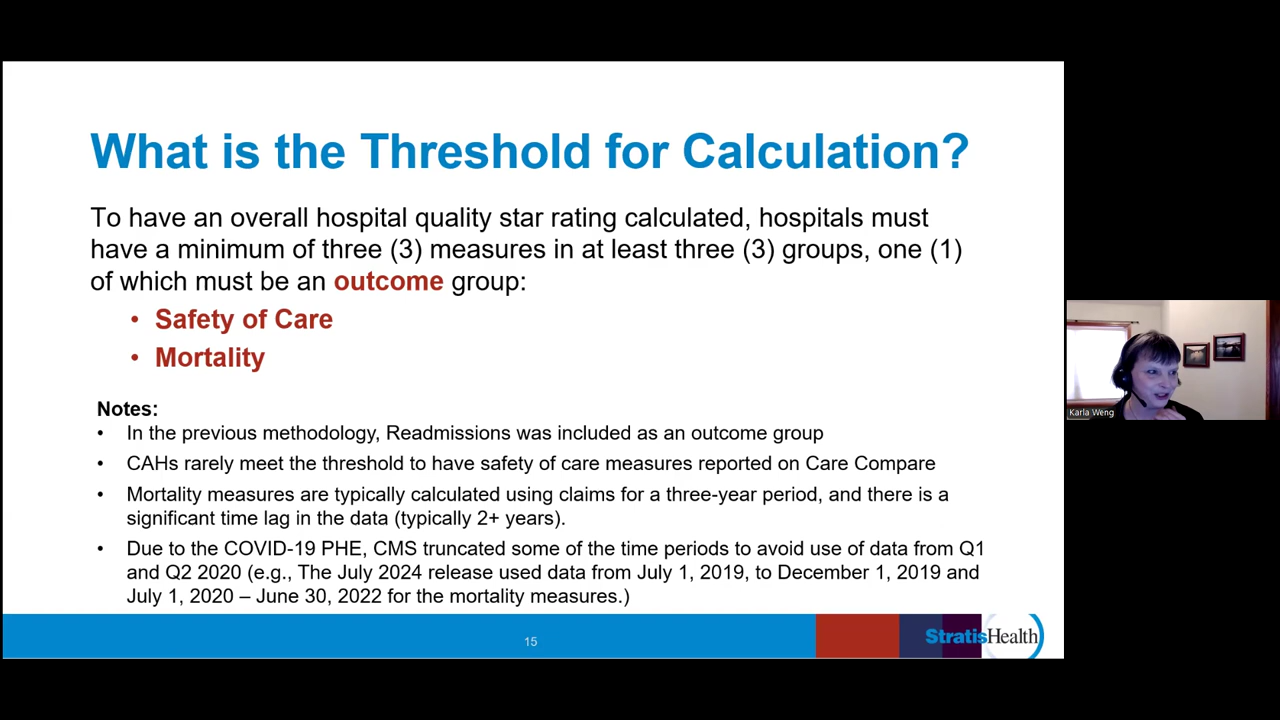 What is the Threshold for Calculation?
To have an overall hospital quality star rating calculated, hospitals must
have a minimum of three (3) measures in at least three (3) groups, one (1)
of which must be an outcome group:
• Safety of Care
• Mortality
Notes:
• In the previous methodology, Readmissions was included as an outcome group
• CAHs rarely meet the threshold to have safety of care measures reported on Care Compare
• Mortality measures are typically calculated using claims for a three-year period, and there is a
significant time lag in the data (typically 2+ years).
• Due to the COVID-19 PHE, CMS truncated some of the time periods to avoid use of data from Q1
and Q2 2020 (e.g., The July 2024 release used data from July 1, 2019, to December 1, 2019 and
July 1, 2020 – June 30, 2022 for the mortality measures.)
15
StratisHealth
Karla Weng